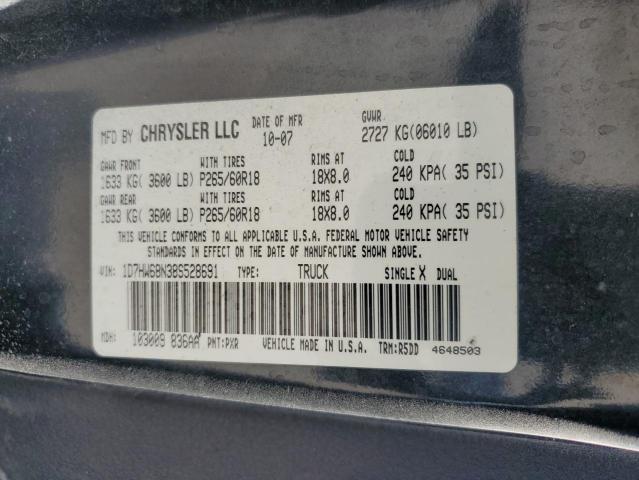 MFD BY CHRYSLER LLC DATE OF MFR 10-07 GVWR 2727 KG(06010 LB)
GAWR FRONT WITH TIRES RIMS AT COLD
1633 KG( 3600 LB) P265/60R18 18X8.0 240 KPA( 35 PSI)
GAWR REAR WITH TIRES RIMS AT COLD
1633 KG( 3600 LB) P265/60R18 18X8.0 240 KPA( 35 PSI)
THIS VEHICLE CONFORMS TO ALL APPLICABLE U.S.A. FEDERAL MOTOR VEHICLE SAFETY
STANDARDS IN EFFECT ON THE DATE OF MANUFACTURE SHOWN ABOVE.
VIN: 1D7HW68N38S528691 TYPE: TRUCK SINGLE X DUAL
MDH: 103009 836AA PNT:PXR VEHICLE MADE IN U.S.A. TRM:R5DD 4648503